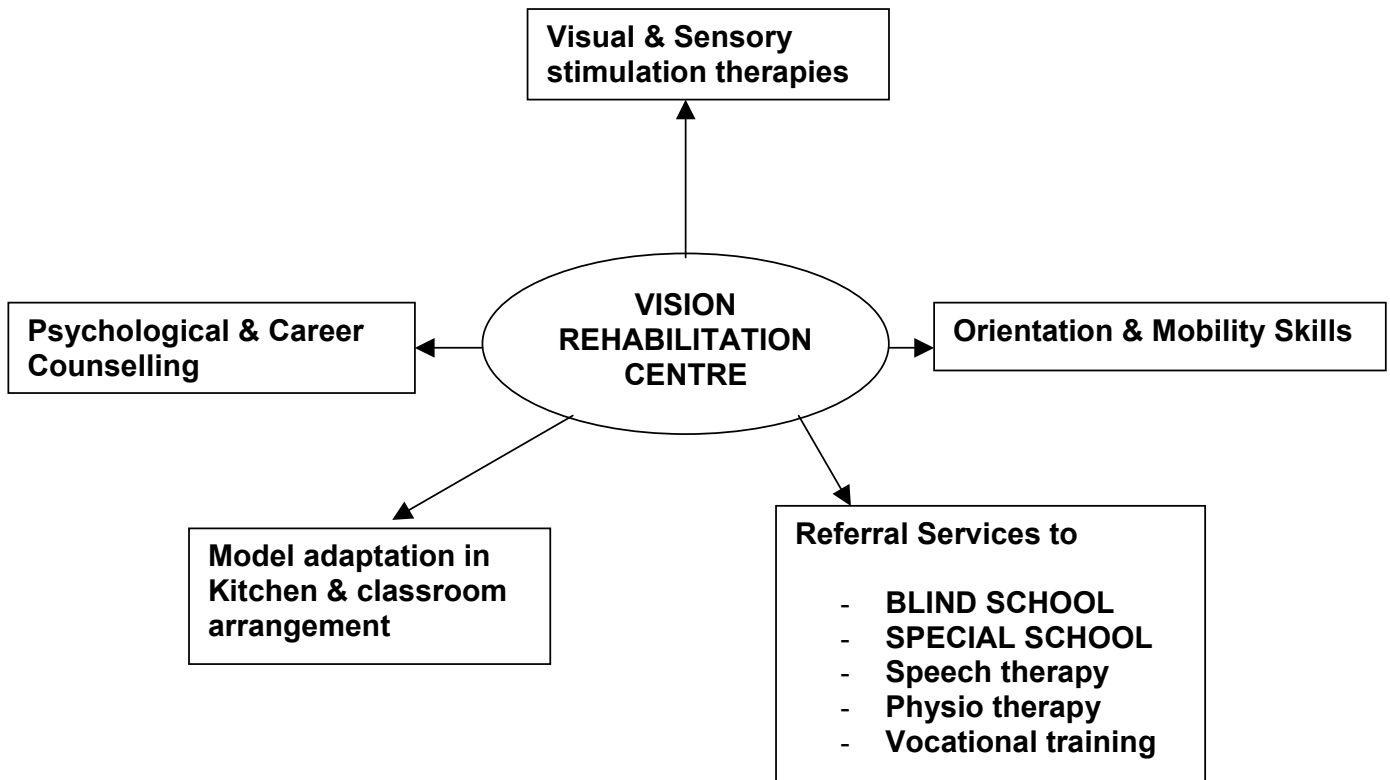 Visual & Sensory
stimulation therapies
VISION
REHABILITATION
CENTRE
Psychological & Career
Counselling
Orientation & Mobility Skills
Model adaptation in
Kitchen & classroom
arrangement
Referral Services to
- BLIND SCHOOL
- SPECIAL SCHOOL
- Speech therapy
- Physio therapy
- Vocational training